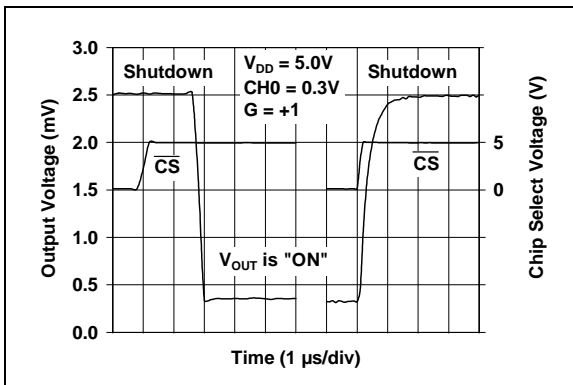 3.0
2.5
2.0
1.5
1.0
0.5
0.0
Output Voltage (mV)
Shutdown
V_DD = 5.0V
CH0 = 0.3V
G = +1
Shutdown
CS
CS
V_OUT is "ON"
5
0
Chip Select Voltage (V)
Time (1 µs/div)